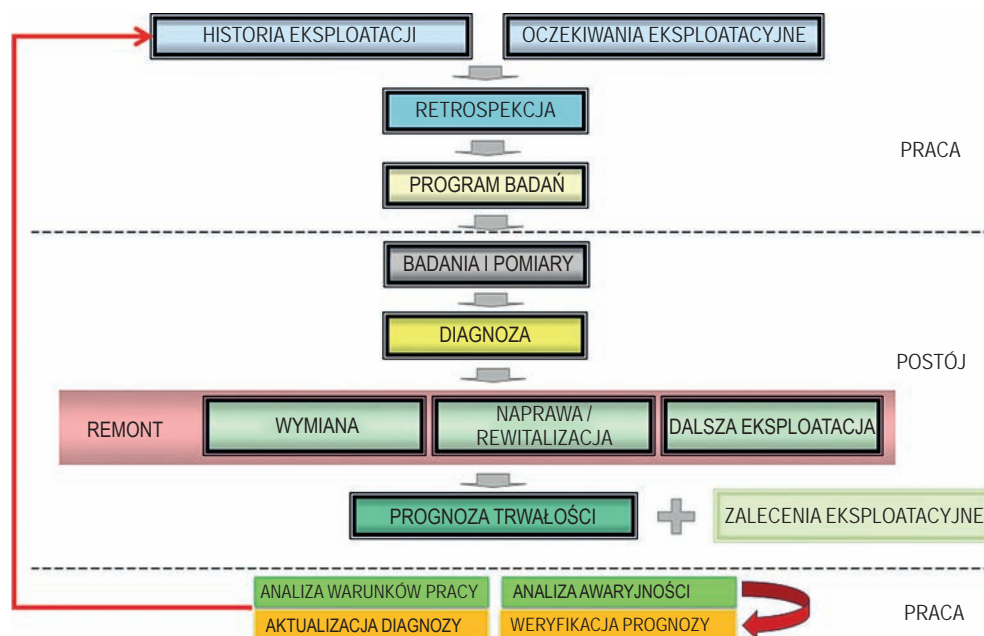 HISTORIA EKSPLOATACJI
OCZEKIWANIA EKSPLOATACYJNE
RETROSPEKCJA
PROGRAM BADAŃ
PRACA
BADANIA I POMIARY
DIAGNOZA
POSTÓJ
REMONT
WYMIANA
NAPRAWA /
REWITALIZACJA
DALSZA EKSPLOATACJA
PROGNOZA TRWAŁOŚCI
ZALECENIA EKSPLOATACYJNE
ANALIZA WARUNKÓW PRACY
ANALIZA AWARYJNOŚCI
AKTUALIZACJA DIAGNOZY
WERYFIKACJA PROGNOZY
PRACA